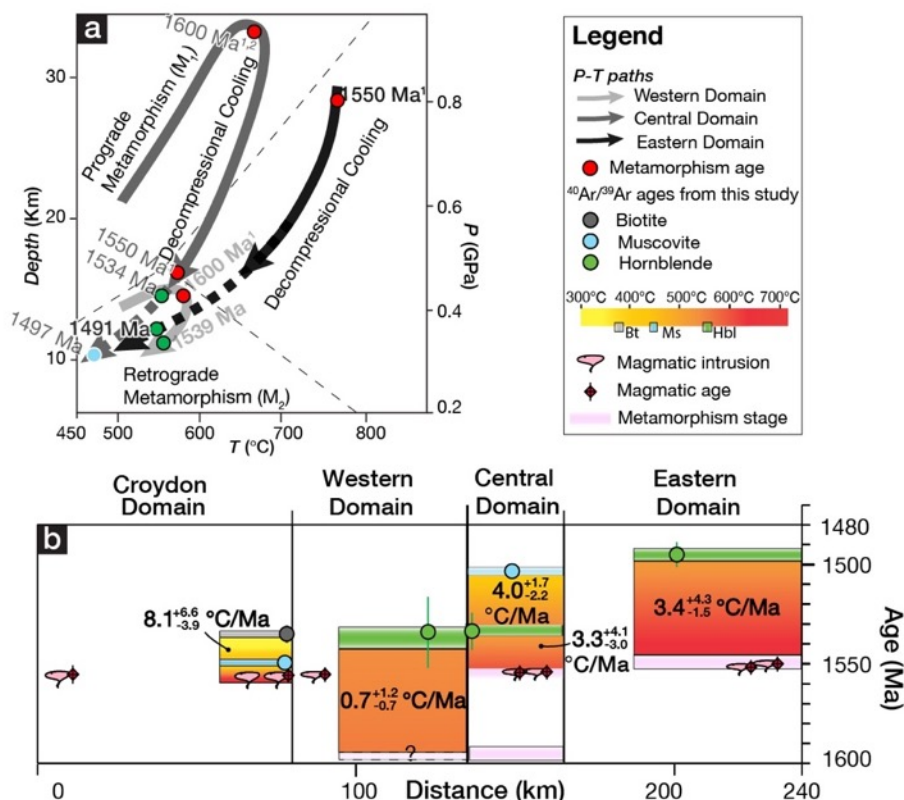 a
1600 Ma¹,²
Prograde
Metamorphism (M₁)
Decompressional Cooling
1550 Ma¹
Decompressional Cooling
1550 Ma¹
1534 Ma
1600 Ma¹
1497 Ma
1491 Ma
1539 Ma
Retrograde
Metamorphism (M₂)
Depth (Km)
30
20
10
P (GPa)
0.8
0.6
0.4
0.2
450 500 600 700 800
T (°C)
Legend
P-T paths
Western Domain
Central Domain
Eastern Domain
Metamorphism age
⁴⁰Ar/³⁹Ar ages from this study
Biotite
Muscovite
Hornblende
300°C 400°C 500°C 600°C 700°C
Bt Ms Hbl
Magmatic intrusion
Magmatic age
Metamorphism stage
b
Croydon
Domain
Western
Domain
Central
Domain
Eastern
Domain
8.1+6.6-3.9 °C/Ma
0.7+1.2-0.7 °C/Ma
?
4.0+1.7-2.2
°C/Ma
3.3+4.1-3.0
°C/Ma
3.4+4.3-1.5 °C/Ma
1480
1500
1550
1600
Age (Ma)
0 100 200 240
Distance (km)